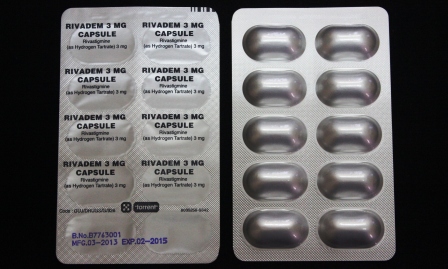 RIVADEM 3 MG
CAPSULE
Rivastigmine
(as Hydrogen Tartrate) 3 mg
RIVADEM 3 MG
CAPSULE
Rivastigmine
(as Hydrogen Tartrate) 3 mg
RIVADEM 3 MG
CAPSULE
Rivastigmine
(as Hydrogen Tartrate) 3 mg
RIVADEM 3 MG
CAPSULE
Rivastigmine
(as Hydrogen Tartrate) 3 mg
RIVADEM 3 MG
CAPSULE
Rivastigmine
(as Hydrogen Tartrate) 3 mg
RIVADEM 3 MG
CAPSULE
Rivastigmine
(as Hydrogen Tartrate) 3 mg
RIVADEM 3 MG
CAPSULE
Rivastigmine
(as Hydrogen Tartrate) 3 mg
RIVADEM 3 MG
CAPSULE
Rivastigmine
(as Hydrogen Tartrate) 3 mg
torrent
B.No.D7763001
MFG.03-2013 EXP.02-2015